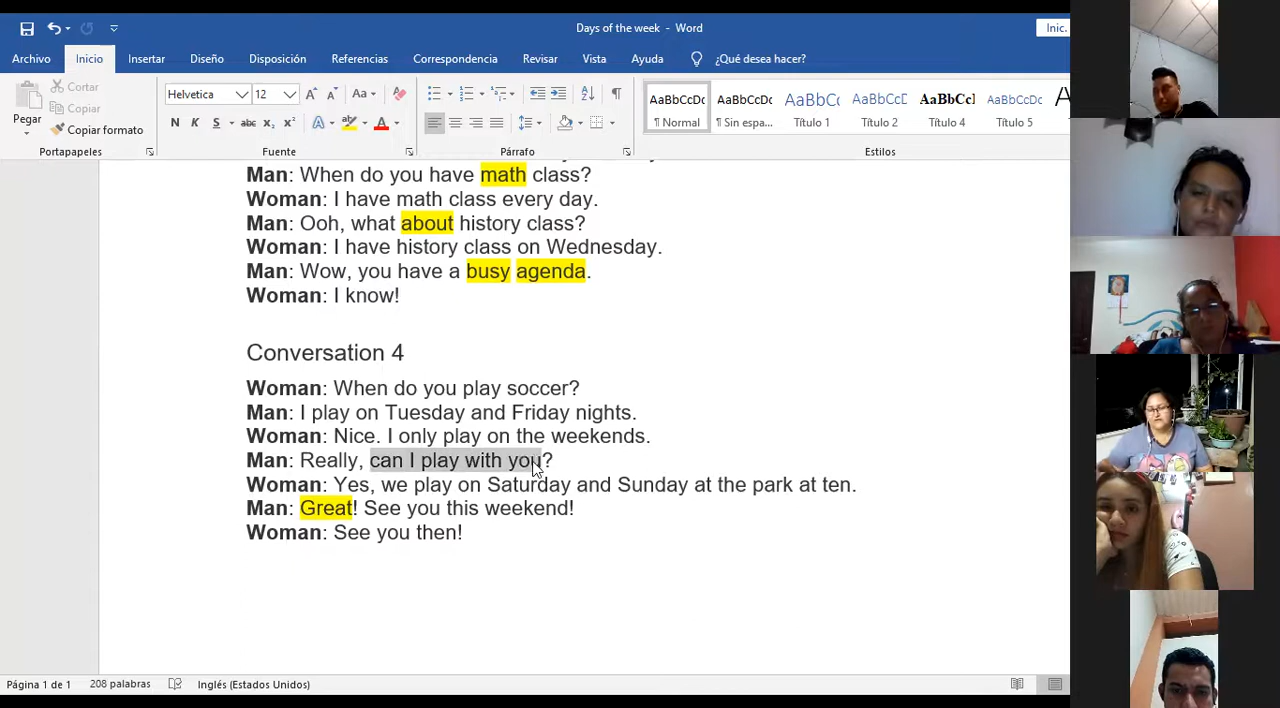 Days of the week - Word
Inic.
Archivo Inicio Insertar Diseño Disposición Referencias Correspondencia Revisar Vista Ayuda ¿Qué desea hacer?
Pegar
Cortar
Copiar
Copiar formato
Portapapeles
Helvetica 12
Aa
N K S abc x₂ x²
Fuente
Párrafo
AaBbCcDc AaBbCcDc AaBbCc AaBbCcD AaBbCcI AaBbCcDc
¶ Normal ¶ Sin espa... Título 1 Título 2 Título 4 Título 5
Estilos
Man: When do you have math class?
Woman: I have math class every day.
Man: Ooh, what about history class?
Woman: I have history class on Wednesday.
Man: Wow, you have a busy agenda.
Woman: I know!
Conversation 4
Woman: When do you play soccer?
Man: I play on Tuesday and Friday nights.
Woman: Nice. I only play on the weekends.
Man: Really, can I play with you?
Woman: Yes, we play on Saturday and Sunday at the park at ten.
Man: Great! See you this weekend!
Woman: See you then!
Página 1 de 1 208 palabras Inglés (Estados Unidos)